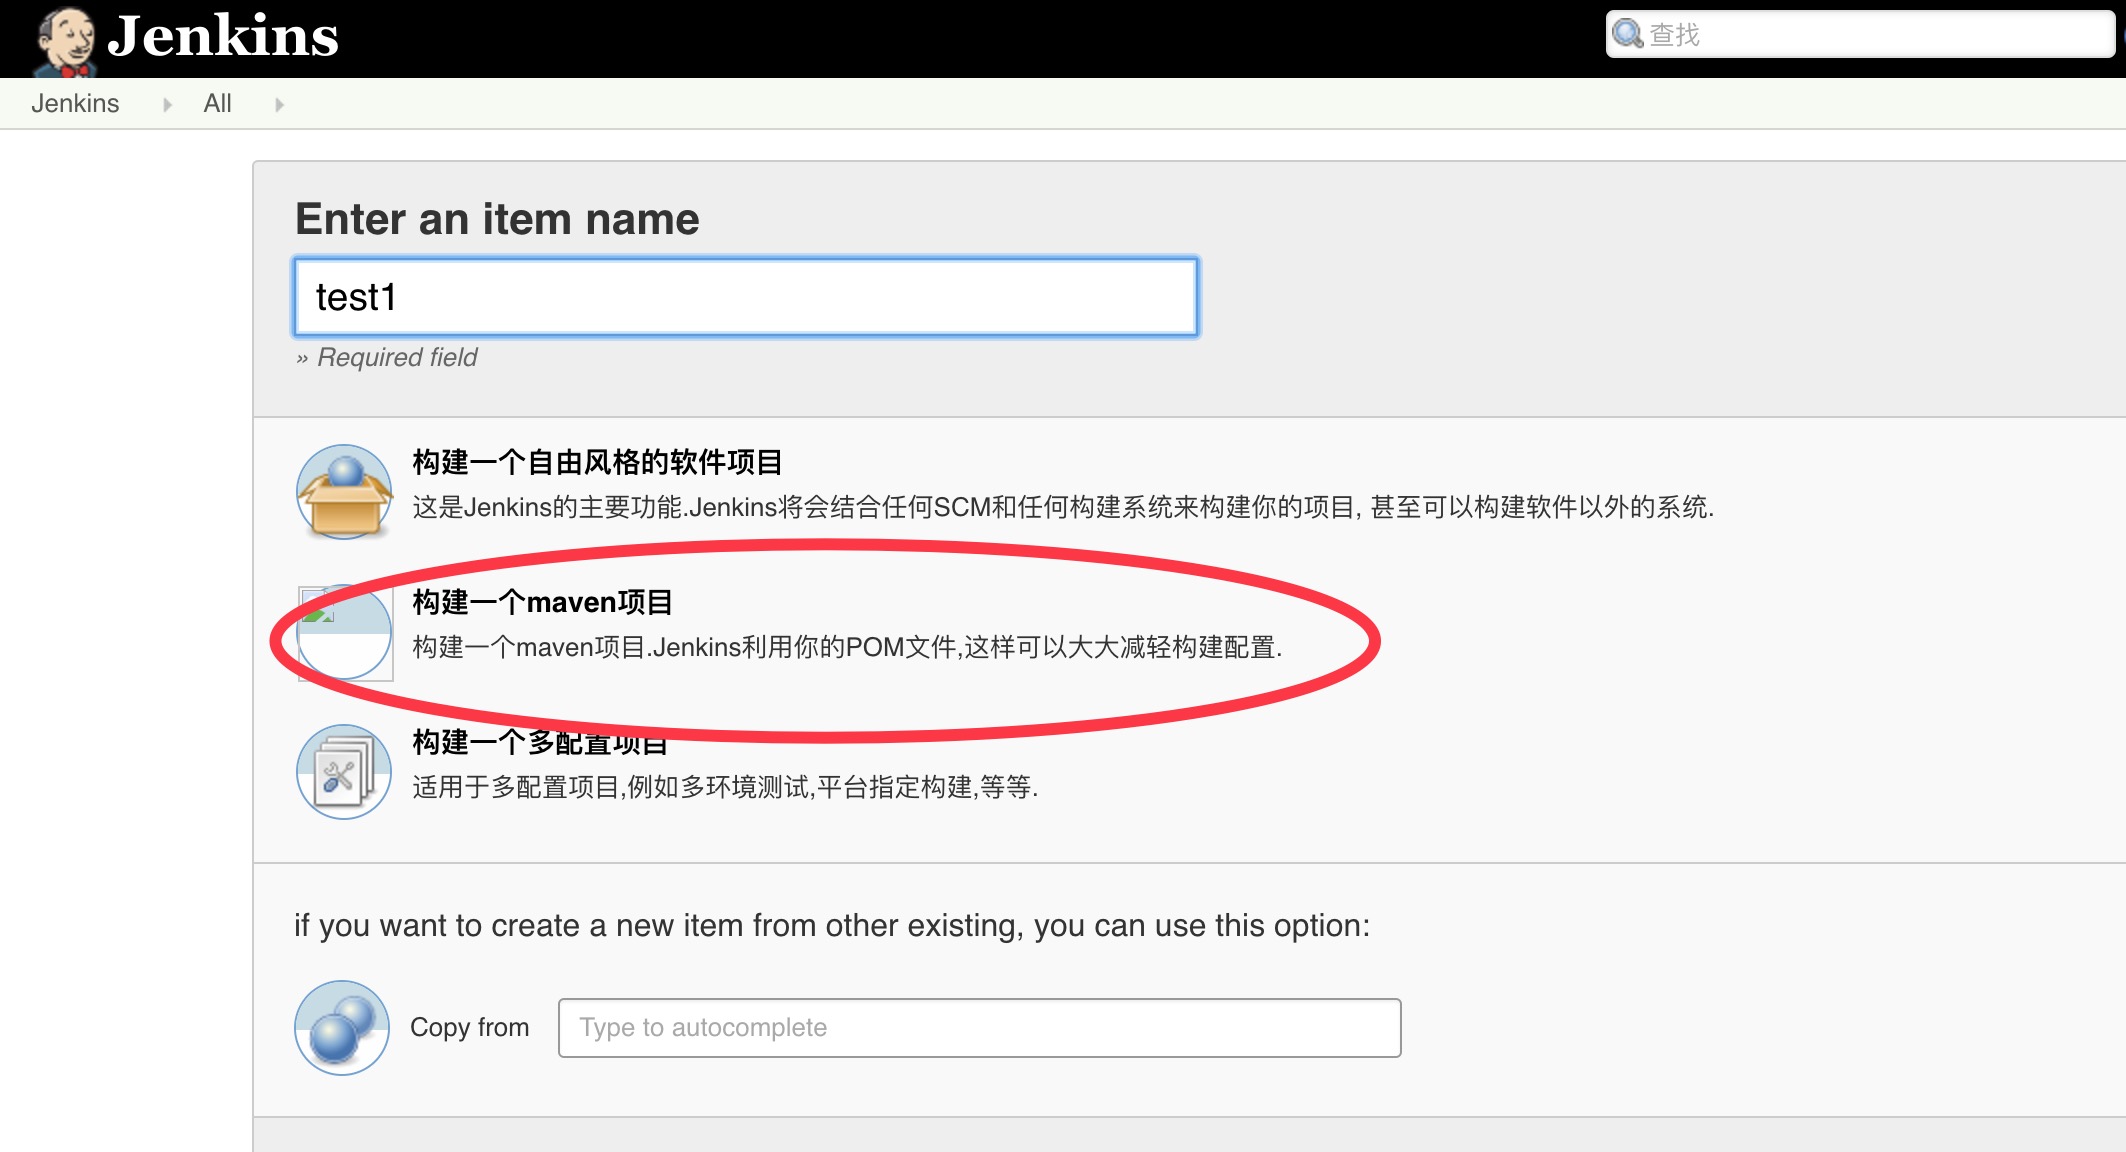 Jenkins
查找
Jenkins All
Enter an item name
test1
» Required field
构建一个自由风格的软件项目
这是Jenkins的主要功能.Jenkins将会结合任何SCM和任何构建系统来构建你的项目, 甚至可以构建软件以外的系统.
构建一个maven项目
构建一个maven项目.Jenkins利用你的POM文件,这样可以大大减轻构建配置.
构建一个多配置项目
适用于多配置项目,例如多环境测试,平台指定构建,等等.
if you want to create a new item from other existing, you can use this option:
Copy from
Type to autocomplete